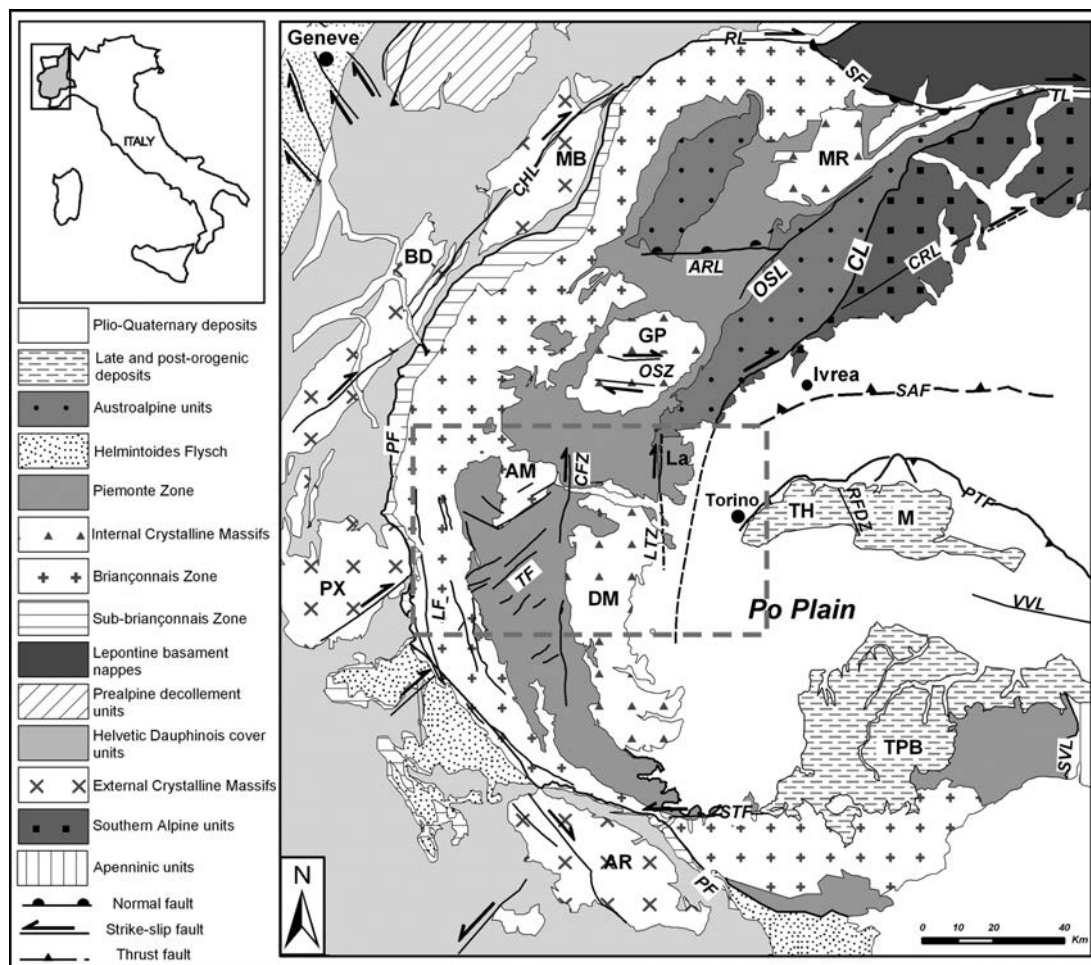 ITALY
Plio-Quaternary deposits
Late and post-orogenic
deposits
Austroalpine units
Helmintoides Flysch
Piemonte Zone
Internal Crystalline Massifs
Briançonnais Zone
Sub-briançonnais Zone
Lepontine basament
nappes
Prealpine decollement
units
Helvetic Dauphinois cover
units
External Crystalline Massifs
Southern Alpine units
Apenninic units
Normal fault
Strike-slip fault
Thrust fault
Geneve
RL
SF
TL
MB
MR
CHL
BD
ARL
OSL
CL
CRL
GP
OSZ
Ivrea
SAF
PF
AM
CFZ
La
Torino
TH
RFDZ
M
PTF
LTZ
PX
LF
TF
DM
Po Plain
VVL
TPB
SVL
STF
AR
PF
N
0 10 20 40
Km